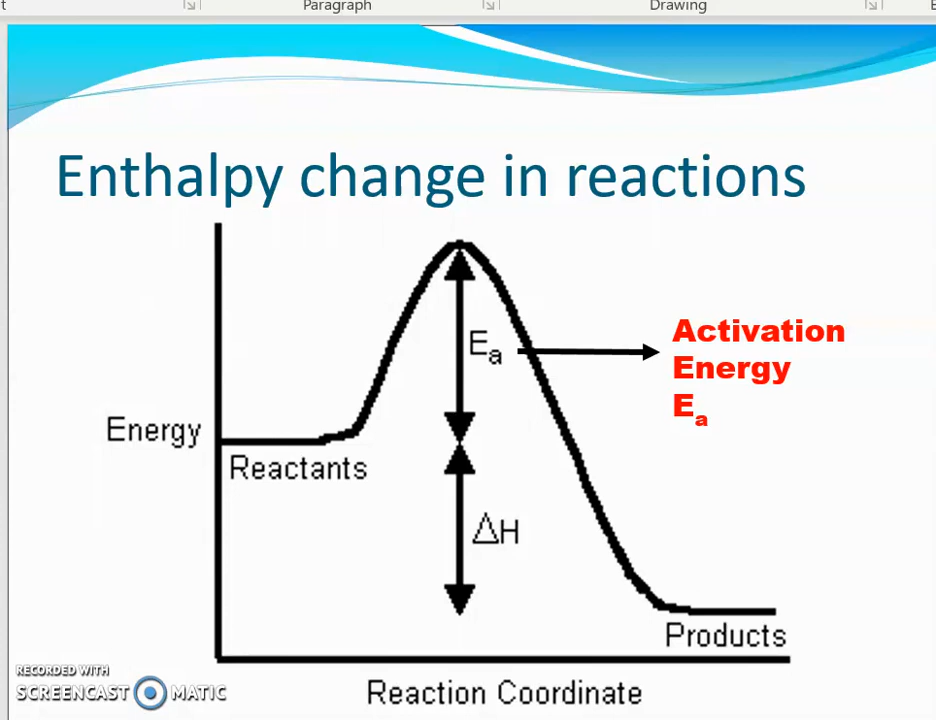 Paragraph
Drawing
Enthalpy change in reactions
Activation
Energy
Ea
Ea
Energy
Reactants
ΔH
Products
RECORDED WITH
SCREENCAST MATIC
Reaction Coordinate